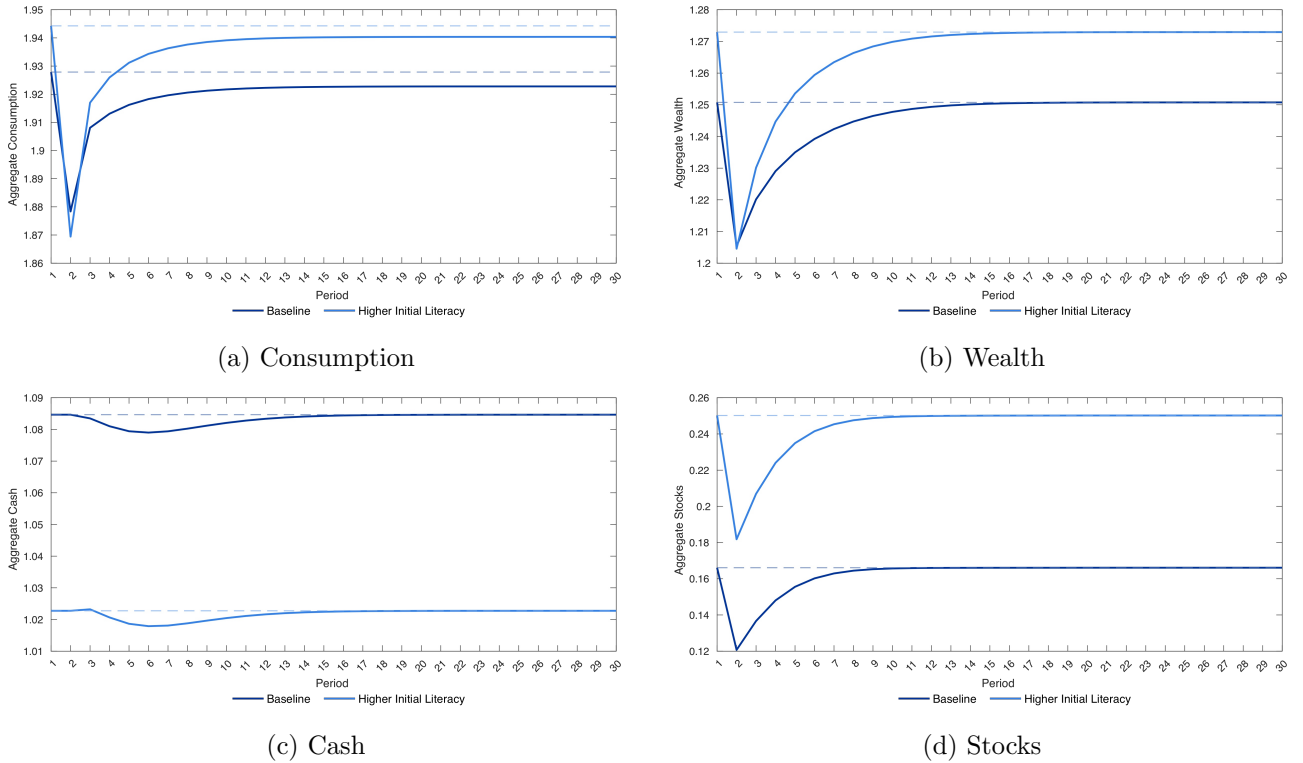 1.95
1.94
1.93
1.92
1.91
1.9
1.89
1.88
1.87
1.86
Aggregate Consumption
1 2 3 4 5 6 7 8 9 10 11 12 13 14 15 16 17 18 19 20 21 22 23 24 25 26 27 28 29 30
Period
Baseline Higher Initial Literacy
(a) Consumption
1.28
1.27
1.26
1.25
1.24
1.23
1.22
1.21
1.2
Aggregate Wealth
1 2 3 4 5 6 7 8 9 10 11 12 13 14 15 16 17 18 19 20 21 22 23 24 25 26 27 28 29 30
Period
Baseline Higher Initial Literacy
(b) Wealth
1.09
1.08
1.07
1.06
1.05
1.04
1.03
1.02
1.01
Aggregate Cash
1 2 3 4 5 6 7 8 9 10 11 12 13 14 15 16 17 18 19 20 21 22 23 24 25 26 27 28 29 30
Period
Baseline Higher Initial Literacy
(c) Cash
0.26
0.24
0.22
0.2
0.18
0.16
0.14
0.12
Aggregate Stocks
1 2 3 4 5 6 7 8 9 10 11 12 13 14 15 16 17 18 19 20 21 22 23 24 25 26 27 28 29 30
Period
Baseline Higher Initial Literacy
(d) Stocks